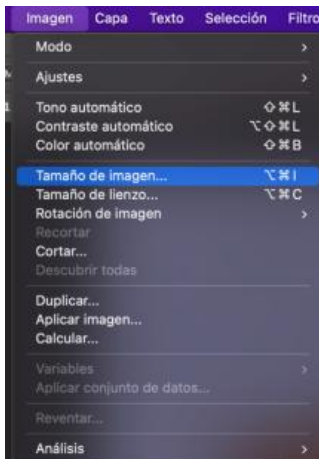 Imagen Capa Texto Selección Filtro
Modo >
Ajustes >
Tono automático ⇧⌘L
Contraste automático ⌥⇧⌘L
Color automático ⇧⌘B
Tamaño de imagen... ⌥⌘I
Tamaño de lienzo... ⌥⌘C
Rotación de imagen >
Recortar
Cortar...
Descubrir todas
Duplicar...
Aplicar imagen...
Calcular...
Variables >
Aplicar conjunto de datos...
Reventar...
Análisis >